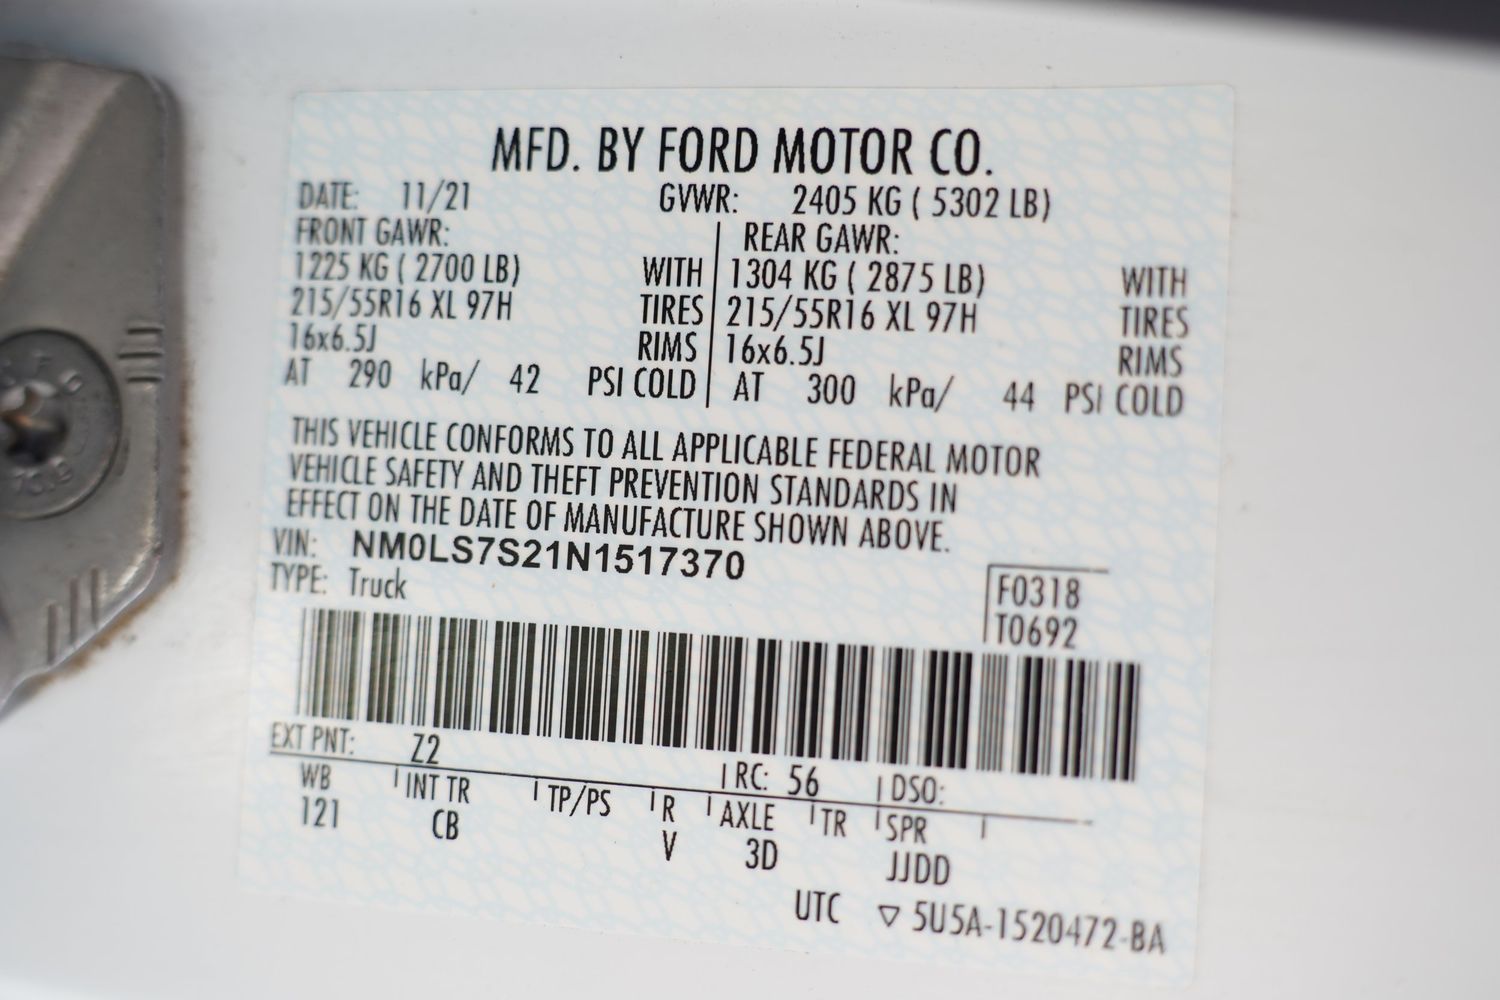 MFD. BY FORD MOTOR CO.
DATE: 11/21 GVWR: 2405 KG ( 5302 LB)
FRONT GAWR: REAR GAWR:
1225 KG ( 2700 LB) WITH 1304 KG ( 2875 LB) WITH
215/55R16 XL 97H TIRES 215/55R16 XL 97H TIRES
16x6.5J RIMS 16x6.5J RIMS
AT 290 kPa/ 42 PSI COLD AT 300 kPa/ 44 PSI COLD
THIS VEHICLE CONFORMS TO ALL APPLICABLE FEDERAL MOTOR
VEHICLE SAFETY AND THEFT PREVENTION STANDARDS IN
EFFECT ON THE DATE OF MANUFACTURE SHOWN ABOVE.
VIN: NM0LS7S21N1517370
TYPE: Truck
F0318
T0692
EXT PNT: Z2 RC: 56 DSO:
WB INT TR TP/PS R AXLE TR SPR
121 CB V 3D JJDD
UTC ▽ 5U5A-1520472-BA